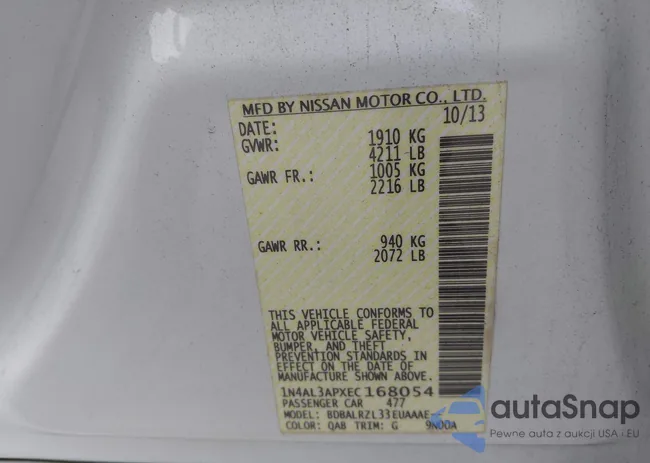 MFD BY NISSAN MOTOR CO., LTD.
DATE: 10/13
GVWR: 1910 KG
4211 LB
GAWR FR.: 1005 KG
2216 LB
GAWR RR.: 940 KG
2072 LB
THIS VEHICLE CONFORMS TO
ALL APPLICABLE FEDERAL
MOTOR VEHICLE SAFETY,
BUMPER, AND THEFT
PREVENTION STANDARDS IN
EFFECT ON THE DATE OF
MANUFACTURE SHOWN ABOVE.
1N4AL3APXEC168054
PASSENGER CAR 477
MODEL: BDBALRZL33EUAAAE-
COLOR: QAB TRIM: G 9N00A
autoSnap
Pewne auta z aukcji USA i EU